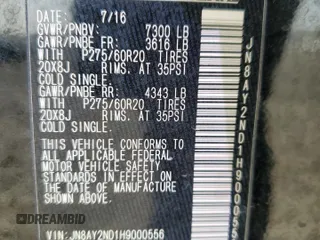 7/16
GVWR/PNBV: 7300 LB
GAWR/PNBE FR: 3616 LB
WITH P275/60R20 TIRES
20X8J RIMS, AT 35PSI
COLD SINGLE.
GAWR/PNBE RR: 4343 LB
WITH P275/60R20 TIRES
20X8J RIMS, AT 35PSI
COLD SINGLE.
THIS VEHICLE CONFORMS TO
ALL APPLICABLE FEDERAL
MOTOR VEHICLE SAFETY
STANDARDS IN EFFECT ON
THE DATE OF MANUFACTURE
SHOWN ABOVE.
VIN:JN8AY2ND1H9000556
JN8AY2ND1H9000556